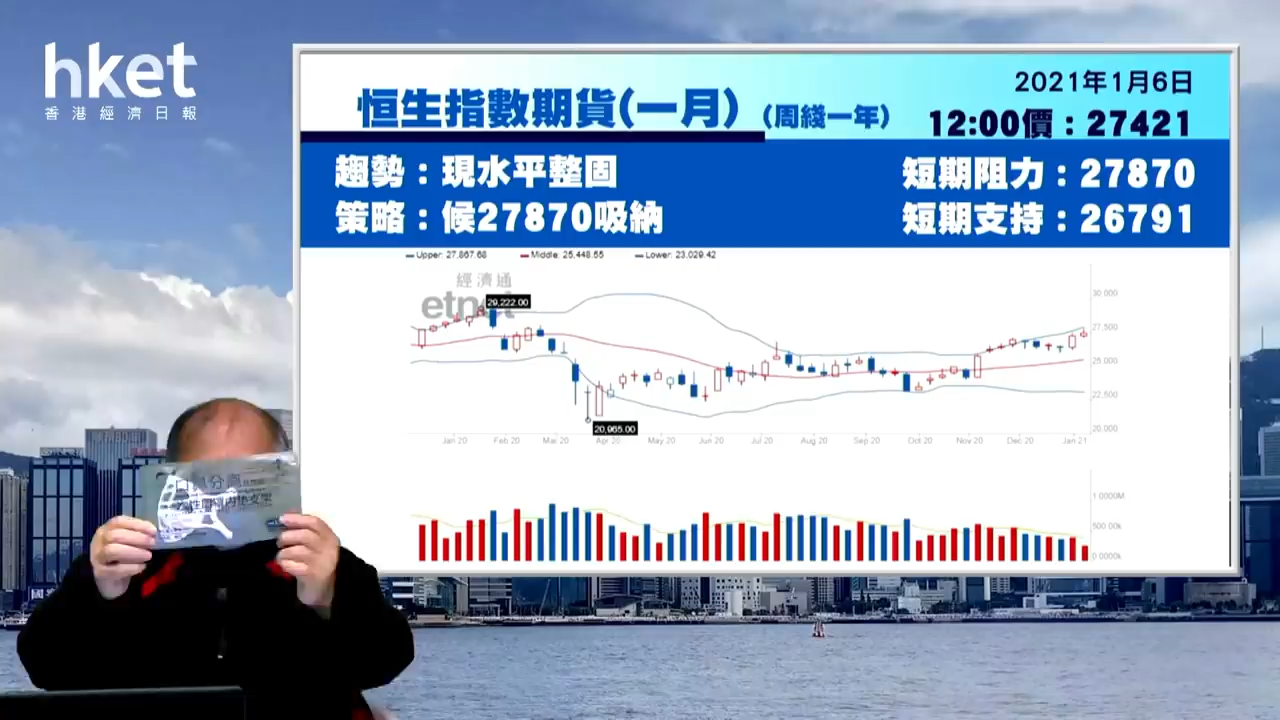 hket
香港經濟日報
恒生指數期貨(一月) (周綫一年)
2021年1月6日
12:00價：27421
趨勢：現水平整固
策略：候27870吸納
短期阻力：27870
短期支持：26791
Upper: 27,867.68 Middle: 25,448.55 Lower: 23,029.42
經濟通
etnet
29,222.00
20,965.00
30,000
27,500
25,000
22,500
20,000
Jan 20 Feb 20 Mar 20 Apr 20 May 20 Jun 20 Jul 20 Aug 20 Sep 20 Oct 20 Nov 20 Dec 20 Jan 21
1.0000M
500.00k
0.0000k